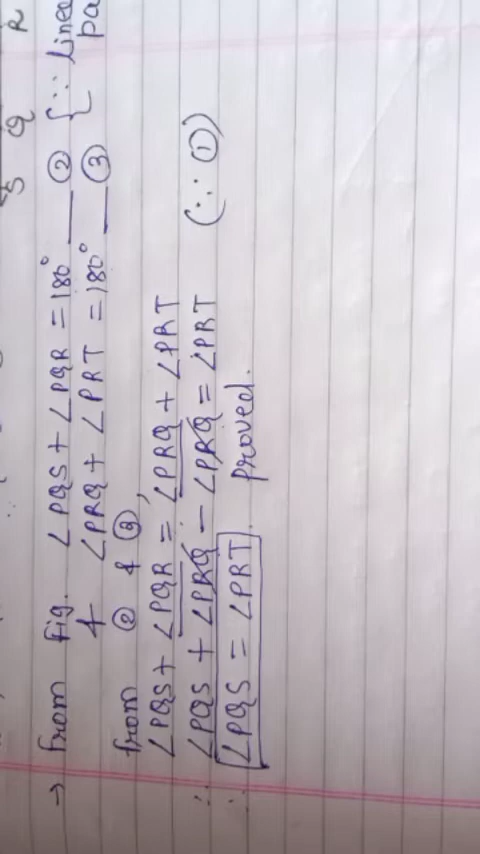 S Q R
→ From fig. ∠PQS + ∠PQR = 180° — ② {∵ Linea
& ∠PRQ + ∠PRT = 180° — ③ pa
from ② & ③,
∠PQS + ∠PQR = ∠PRQ + ∠PRT
∴ ∠PQS + ∠PRQ − ∠PRQ = ∠PRT (∵ ①)
∴ ∠PQS = ∠PRT. Proved.